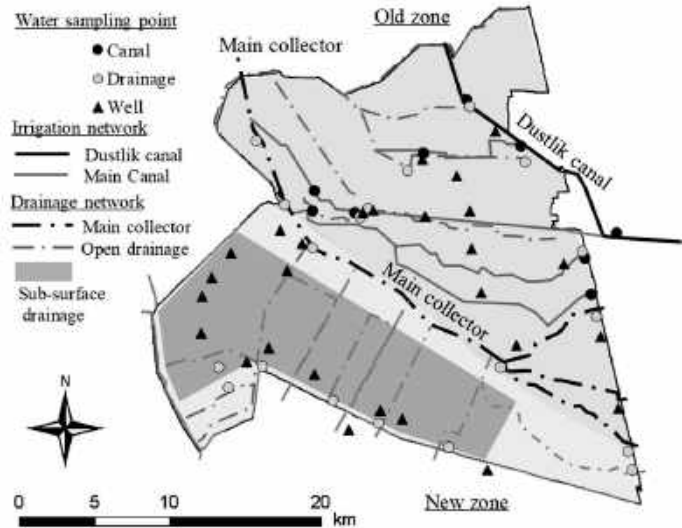 Water sampling point
Canal
Drainage
Well
Irrigation network
Dustlik canal
Main Canal
Drainage network
Main collector
Open drainage
Sub-surface
drainage
Old zone
Main collector
Dustlik canal
Main collector
New zone
N
0 5 10 20
km